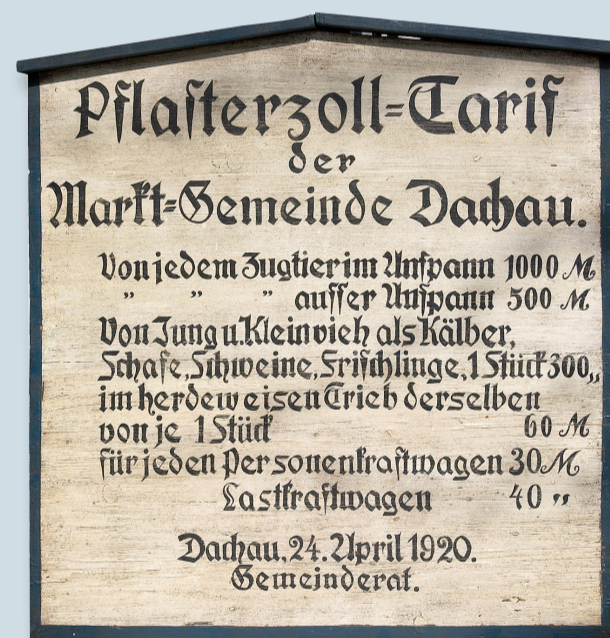 Pflasterzoll=Tarif
der
Markt=Gemeinde Dachau.
Von jedem Zugtier im Anspann 1000 M
" " " ausser Anspann 500 M
Von Jung u. Kleinvieh als Kälber,
Schafe, Schweine, Frischlinge, 1 Stück 300 „
im herdeweisen Trieb derselben
von je 1 Stück 60 M
für jeden Personenkraftwagen 30 M
Lastkraftwagen 40 "
Dachau, 24. April 1920.
Gemeinderat.